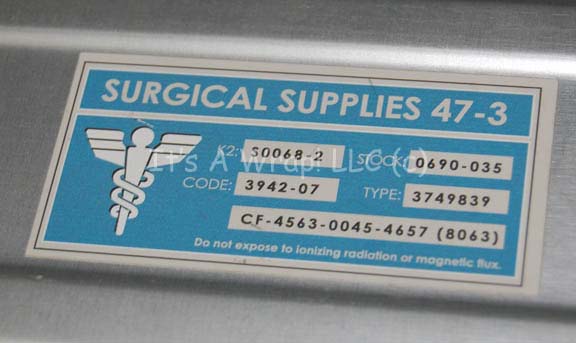 SURGICAL SUPPLIES 47-3
K2: S0068-2 STOCK: 0690-035
It's A Wrap! LLC (c)
CODE: 3942-07 TYPE: 3749839
CF-4563-0045-4657 (8063)
Do not expose to ionizing radiation or magnetic flux.